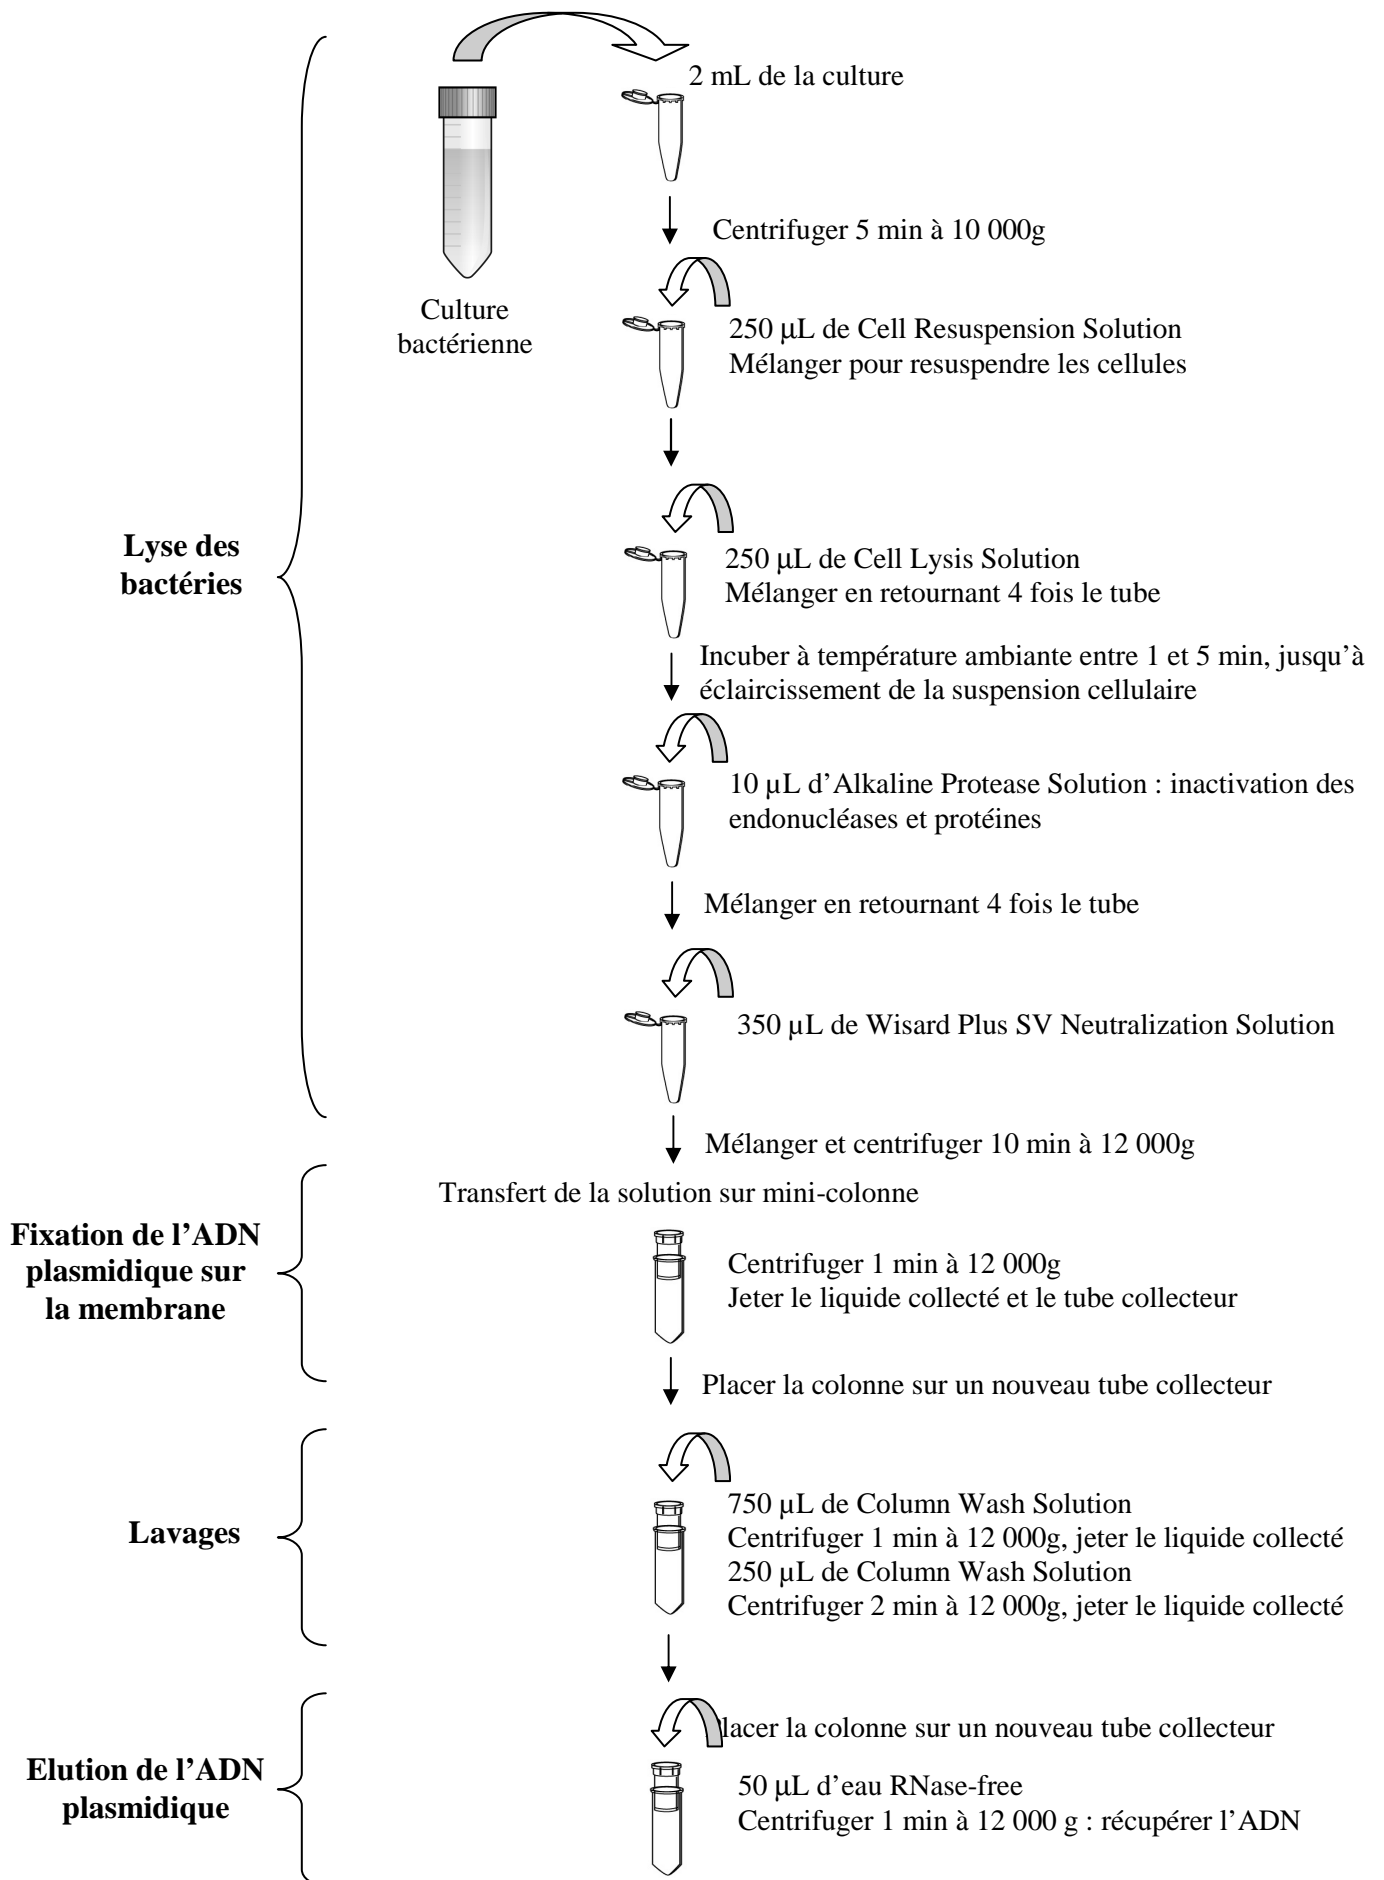 2 mL de la culture
Centrifuger 5 min à 10 000g
Culture
bactérienne
250 µL de Cell Resuspension Solution
Mélanger pour resuspendre les cellules
Lyse des
bactéries
250 µL de Cell Lysis Solution
Mélanger en retournant 4 fois le tube
Incuber à température ambiante entre 1 et 5 min, jusqu’à
éclaircissement de la suspension cellulaire
10 µL d’Alkaline Protease Solution : inactivation des
endonucléases et protéines
Mélanger en retournant 4 fois le tube
350 µL de Wisard Plus SV Neutralization Solution
Mélanger et centrifuger 10 min à 12 000g
Transfert de la solution sur mini-colonne
Fixation de l’ADN
plasmidique sur
la membrane
Centrifuger 1 min à 12 000g
Jeter le liquide collecté et le tube collecteur
Placer la colonne sur un nouveau tube collecteur
Lavages
750 µL de Column Wash Solution
Centrifuger 1 min à 12 000g, jeter le liquide collecté
250 µL de Column Wash Solution
Centrifuger 2 min à 12 000g, jeter le liquide collecté
Placer la colonne sur un nouveau tube collecteur
Elution de l’ADN
plasmidique
50 µL d’eau RNase-free
Centrifuger 1 min à 12 000 g : récupérer l’ADN